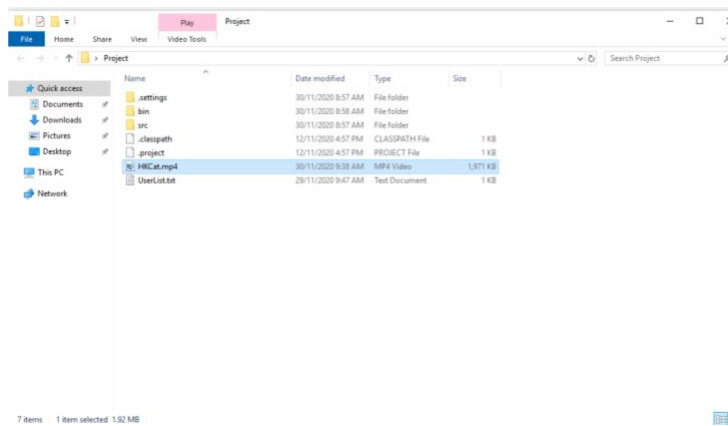 Play Project
File Home Share View Video Tools
Project Search Project
Name Date modified Type Size
Quick access
Documents
Downloads
Pictures
Desktop
This PC
Network
.settings 30/11/2020 8:57 AM File folder
bin 30/11/2020 8:58 AM File folder
src 30/11/2020 8:57 AM File folder
.classpath 12/11/2020 4:57 PM CLASSPATH File 1 KB
.project 12/11/2020 4:57 PM PROJECT File 1 KB
HKCat.mp4 30/11/2020 9:38 AM MP4 Video 1,971 KB
UserList.txt 29/11/2020 9:47 AM Text Document 1 KB
7 items 1 item selected 1.92 MB